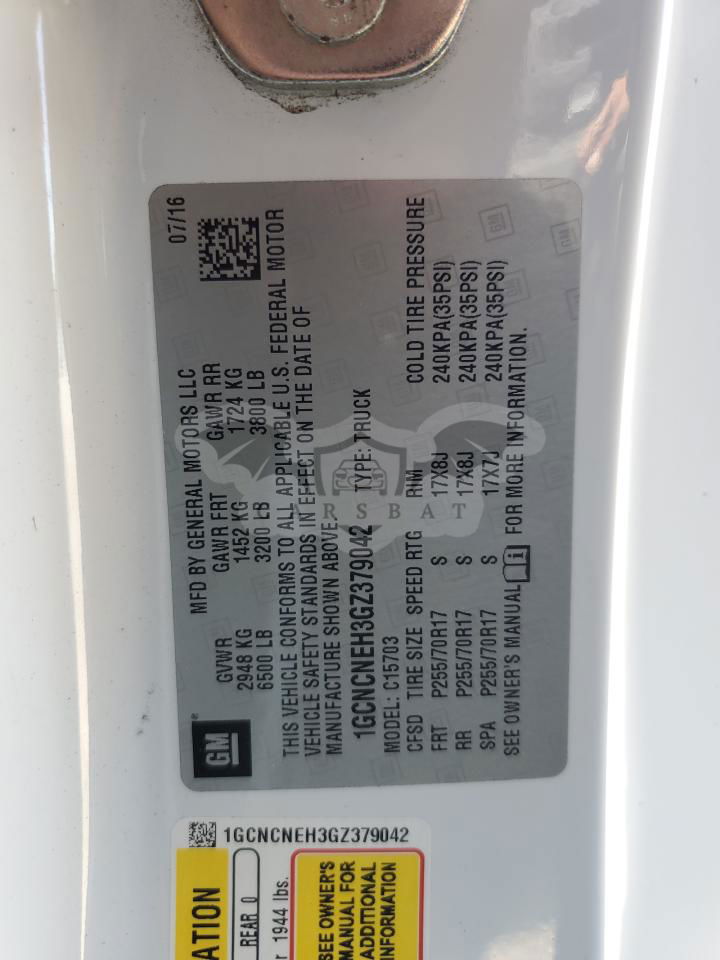 07/16
MFD BY GENERAL MOTORS LLC
GVWR GAWR FRT GAWR RR
2948 KG 1452 KG 1724 KG
6500 LB 3200 LB 3800 LB
THIS VEHICLE CONFORMS TO ALL APPLICABLE U.S. FEDERAL MOTOR
VEHICLE SAFETY STANDARDS IN EFFECT ON THE DATE OF
MANUFACTURE SHOWN ABOVE.
1GCNCNEH3GZ379042 TYPE: TRUCK
MODEL: C15703
CFSD TIRE SIZE SPEED RTG RIM COLD TIRE PRESSURE
FRT P255/70R17 S 17X8J 240KPA(35PSI)
RR P255/70R17 S 17X8J 240KPA(35PSI)
SPA P255/70R17 S 17X7J 240KPA(35PSI)
SEE OWNER'S MANUAL FOR MORE INFORMATION.
GM®
CARSBAT
1GCNCNEH3GZ379042
ATION
REAR 0
r 1944 lbs.
SEE OWNER'S
MANUAL FOR
ADDITIONAL
INFORMATION